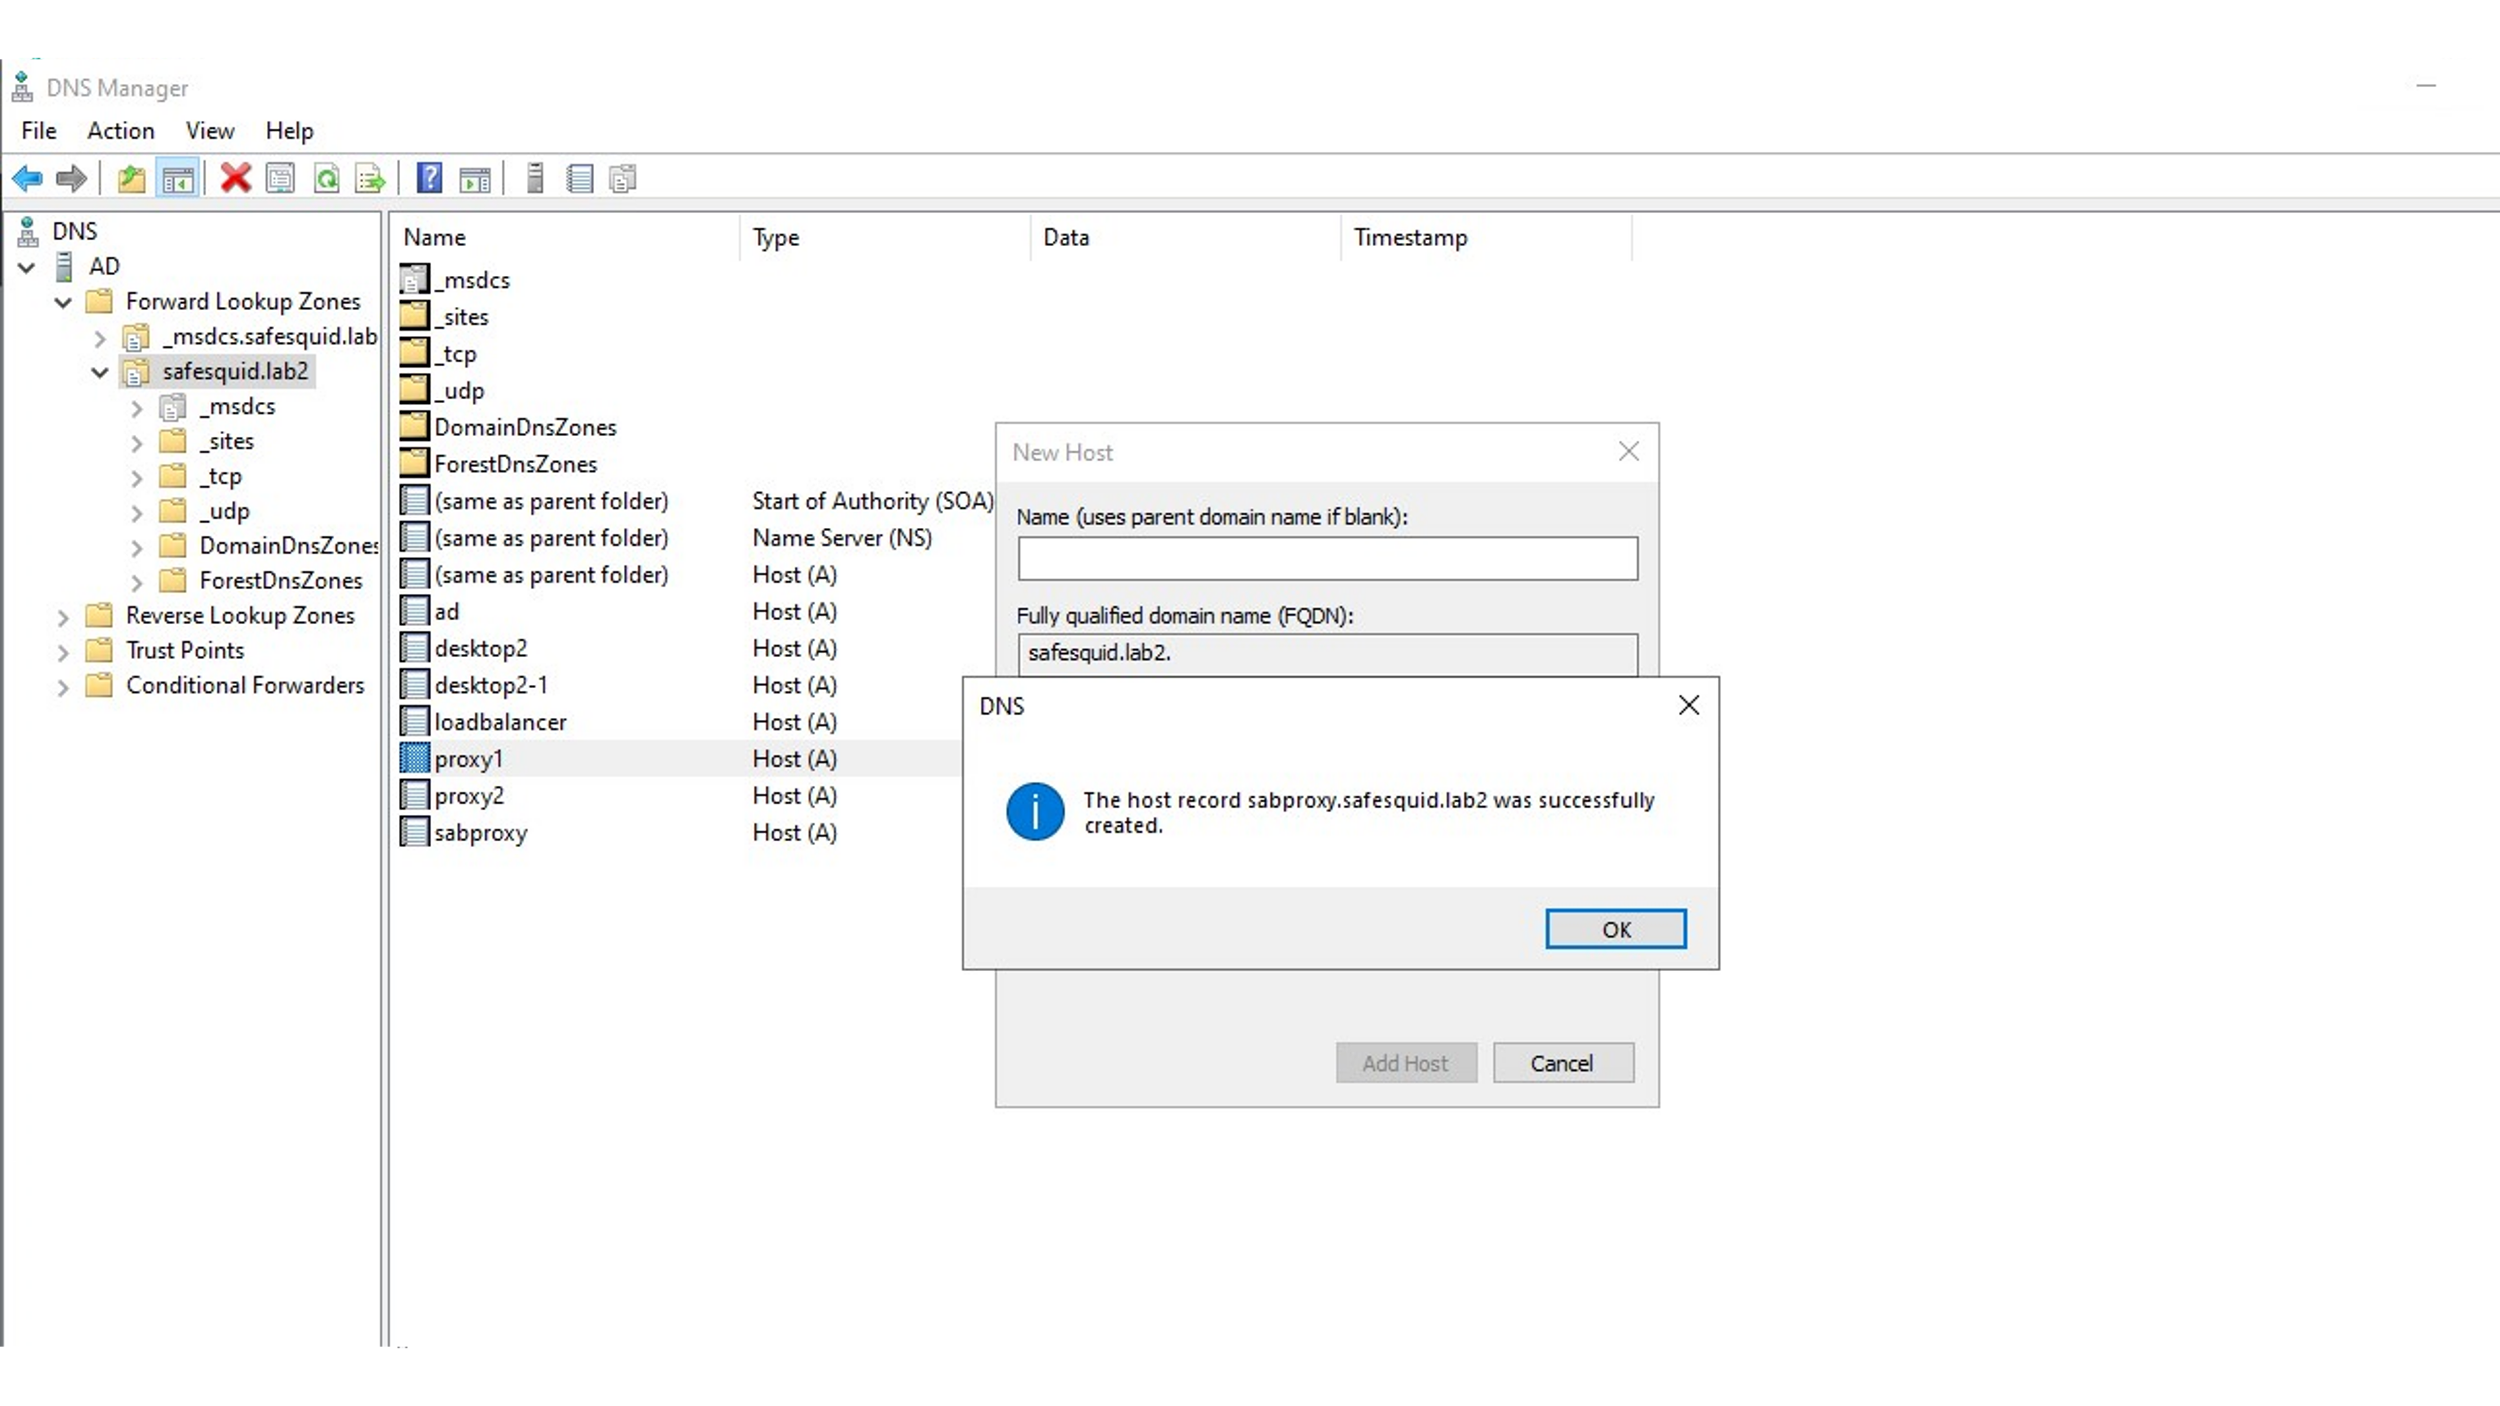 DNS Manager
File Action View Help
DNS
AD
Forward Lookup Zones
_msdcs.safesquid.lab
safesquid.lab2
_msdcs
_sites
_tcp
_udp
DomainDnsZones
ForestDnsZones
Reverse Lookup Zones
Trust Points
Conditional Forwarders
Name Type Data Timestamp
_msdcs
_sites
_tcp
_udp
DomainDnsZones
ForestDnsZones
(same as parent folder) Start of Authority (SOA)
(same as parent folder) Name Server (NS)
(same as parent folder) Host (A)
ad Host (A)
desktop2 Host (A)
desktop2-1 Host (A)
loadbalancer Host (A)
proxy1 Host (A)
proxy2 Host (A)
sabproxy Host (A)
New Host
Name (uses parent domain name if blank):
Fully qualified domain name (FQDN):
safesquid.lab2.
DNS
The host record sabproxy.safesquid.lab2 was successfully
created.
OK
Add Host Cancel